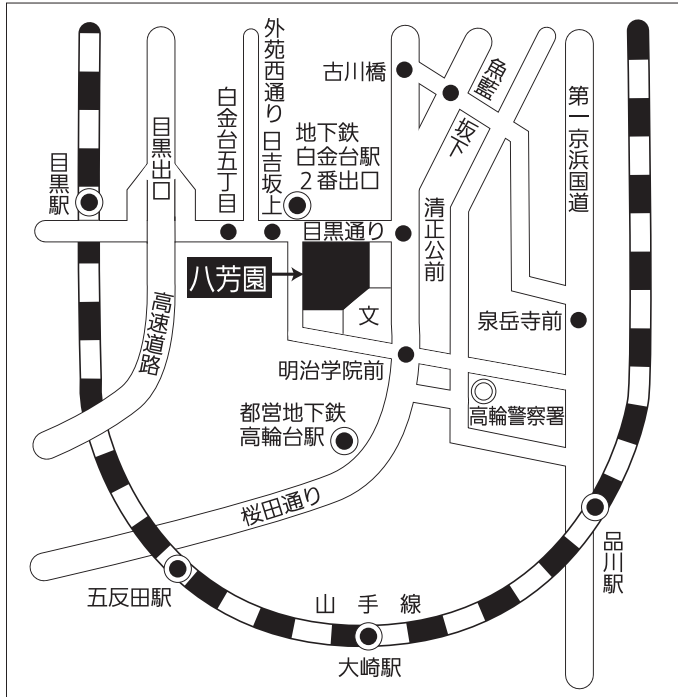 外苑西通り
古川橋
魚籃
坂下
第一京浜国道
白金台五丁目
日吉坂上
地下鉄
白金台駅
２番出口
目黒出口
目黒駅
目黒通り
清正公前
八芳園
文
高速道路
泉岳寺前
明治学院前
高輪警察署
都営地下鉄
高輪台駅
桜田通り
品川駅
五反田駅
山手線
大崎駅